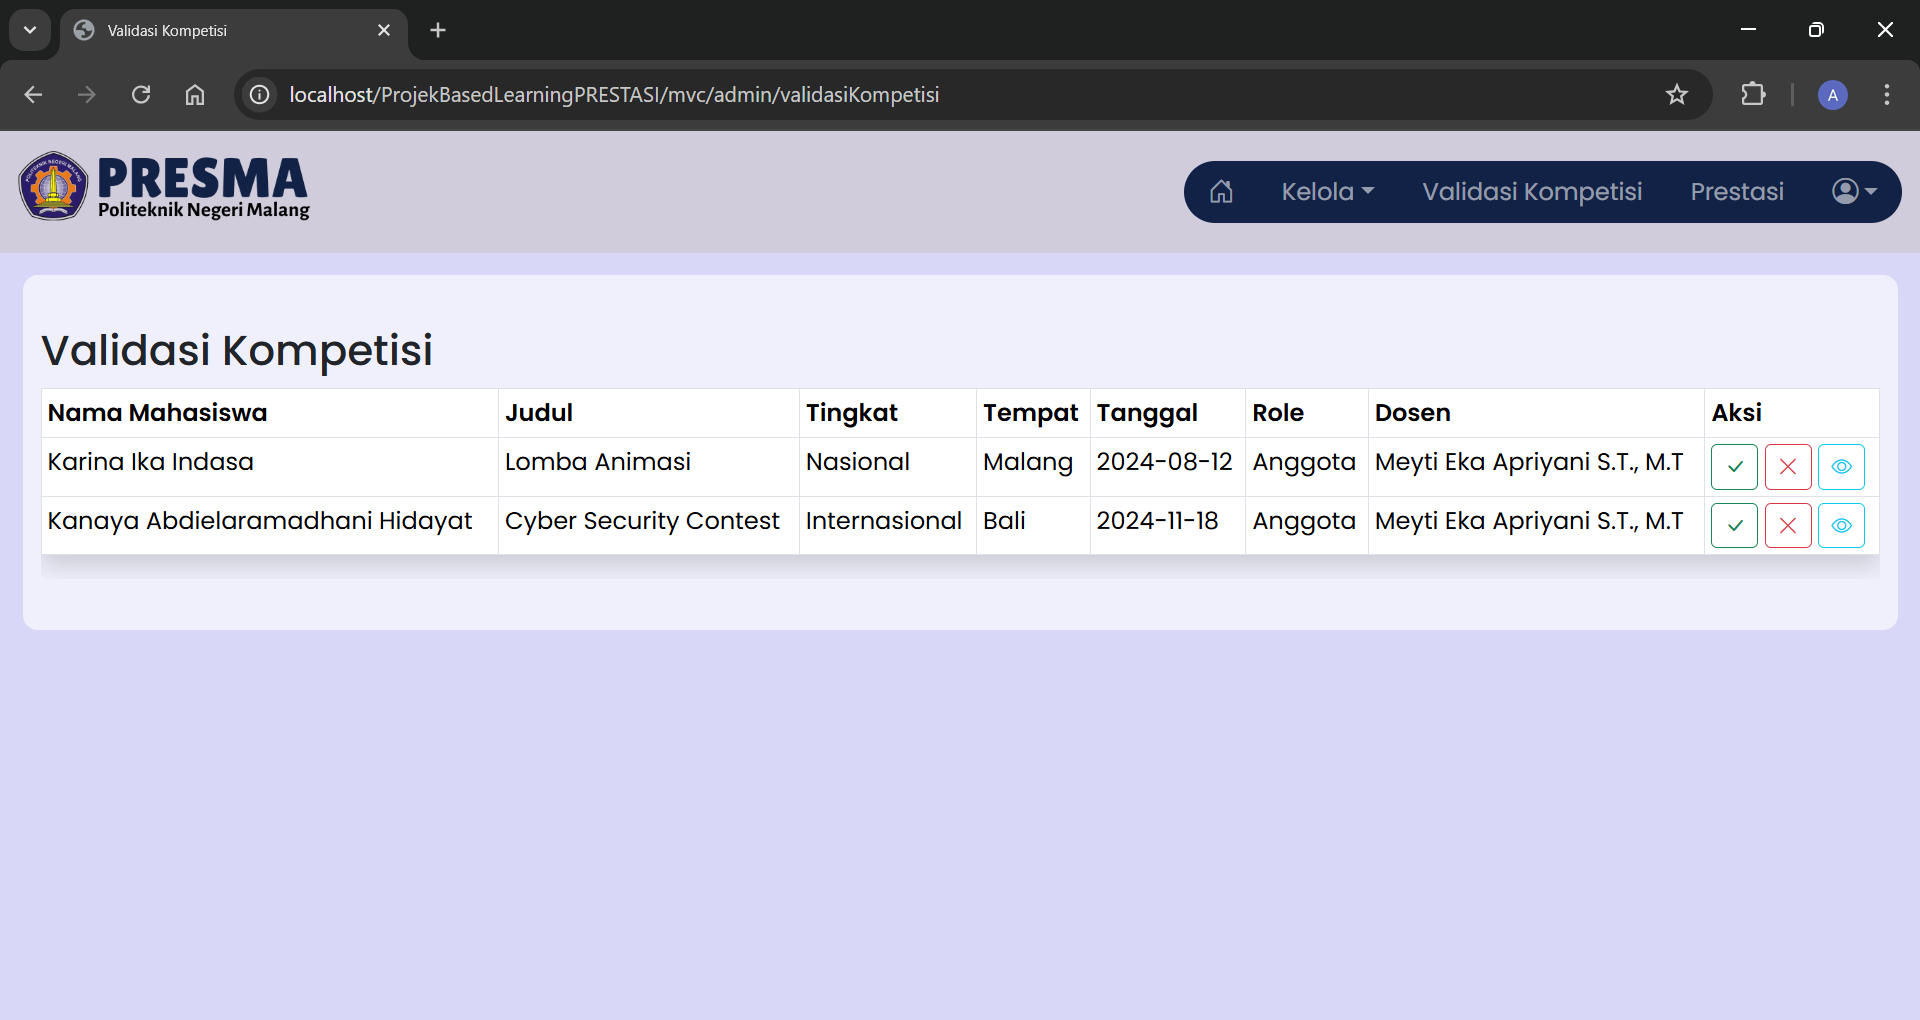 Validasi Kompetisi
localhost/ProjekBasedLearningPRESTASI/mvc/admin/validasiKompetisi
A
PRESMA
Politeknik Negeri Malang
Kelola Validasi Kompetisi Prestasi
Validasi Kompetisi
Nama Mahasiswa Judul Tingkat Tempat Tanggal Role Dosen Aksi
Karina Ika Indasa Lomba Animasi Nasional Malang 2024-08-12 Anggota Meyti Eka Apriyani S.T., M.T
Kanaya Abdielaramadhani Hidayat Cyber Security Contest Internasional Bali 2024-11-18 Anggota Meyti Eka Apriyani S.T., M.T